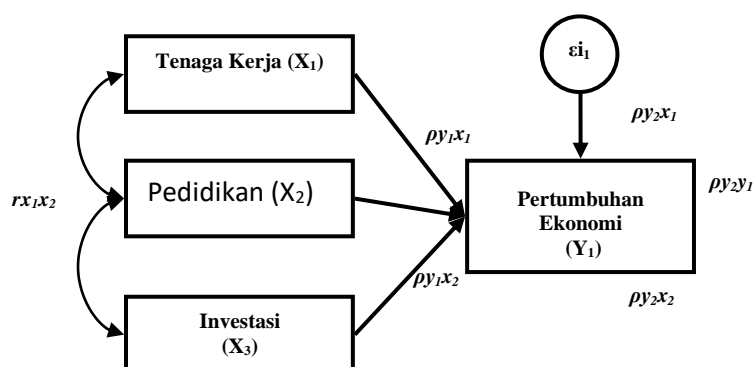 Tenaga Kerja (X₁)
εi₁
ρy₂x₁
ρy₁x₁
Pedidikan (X₂)
rx₁x₂
Pertumbuhan
Ekonomi
(Y₁)
ρy₂y₁
ρy₁x₂
ρy₂x₂
Investasi
(X₃)